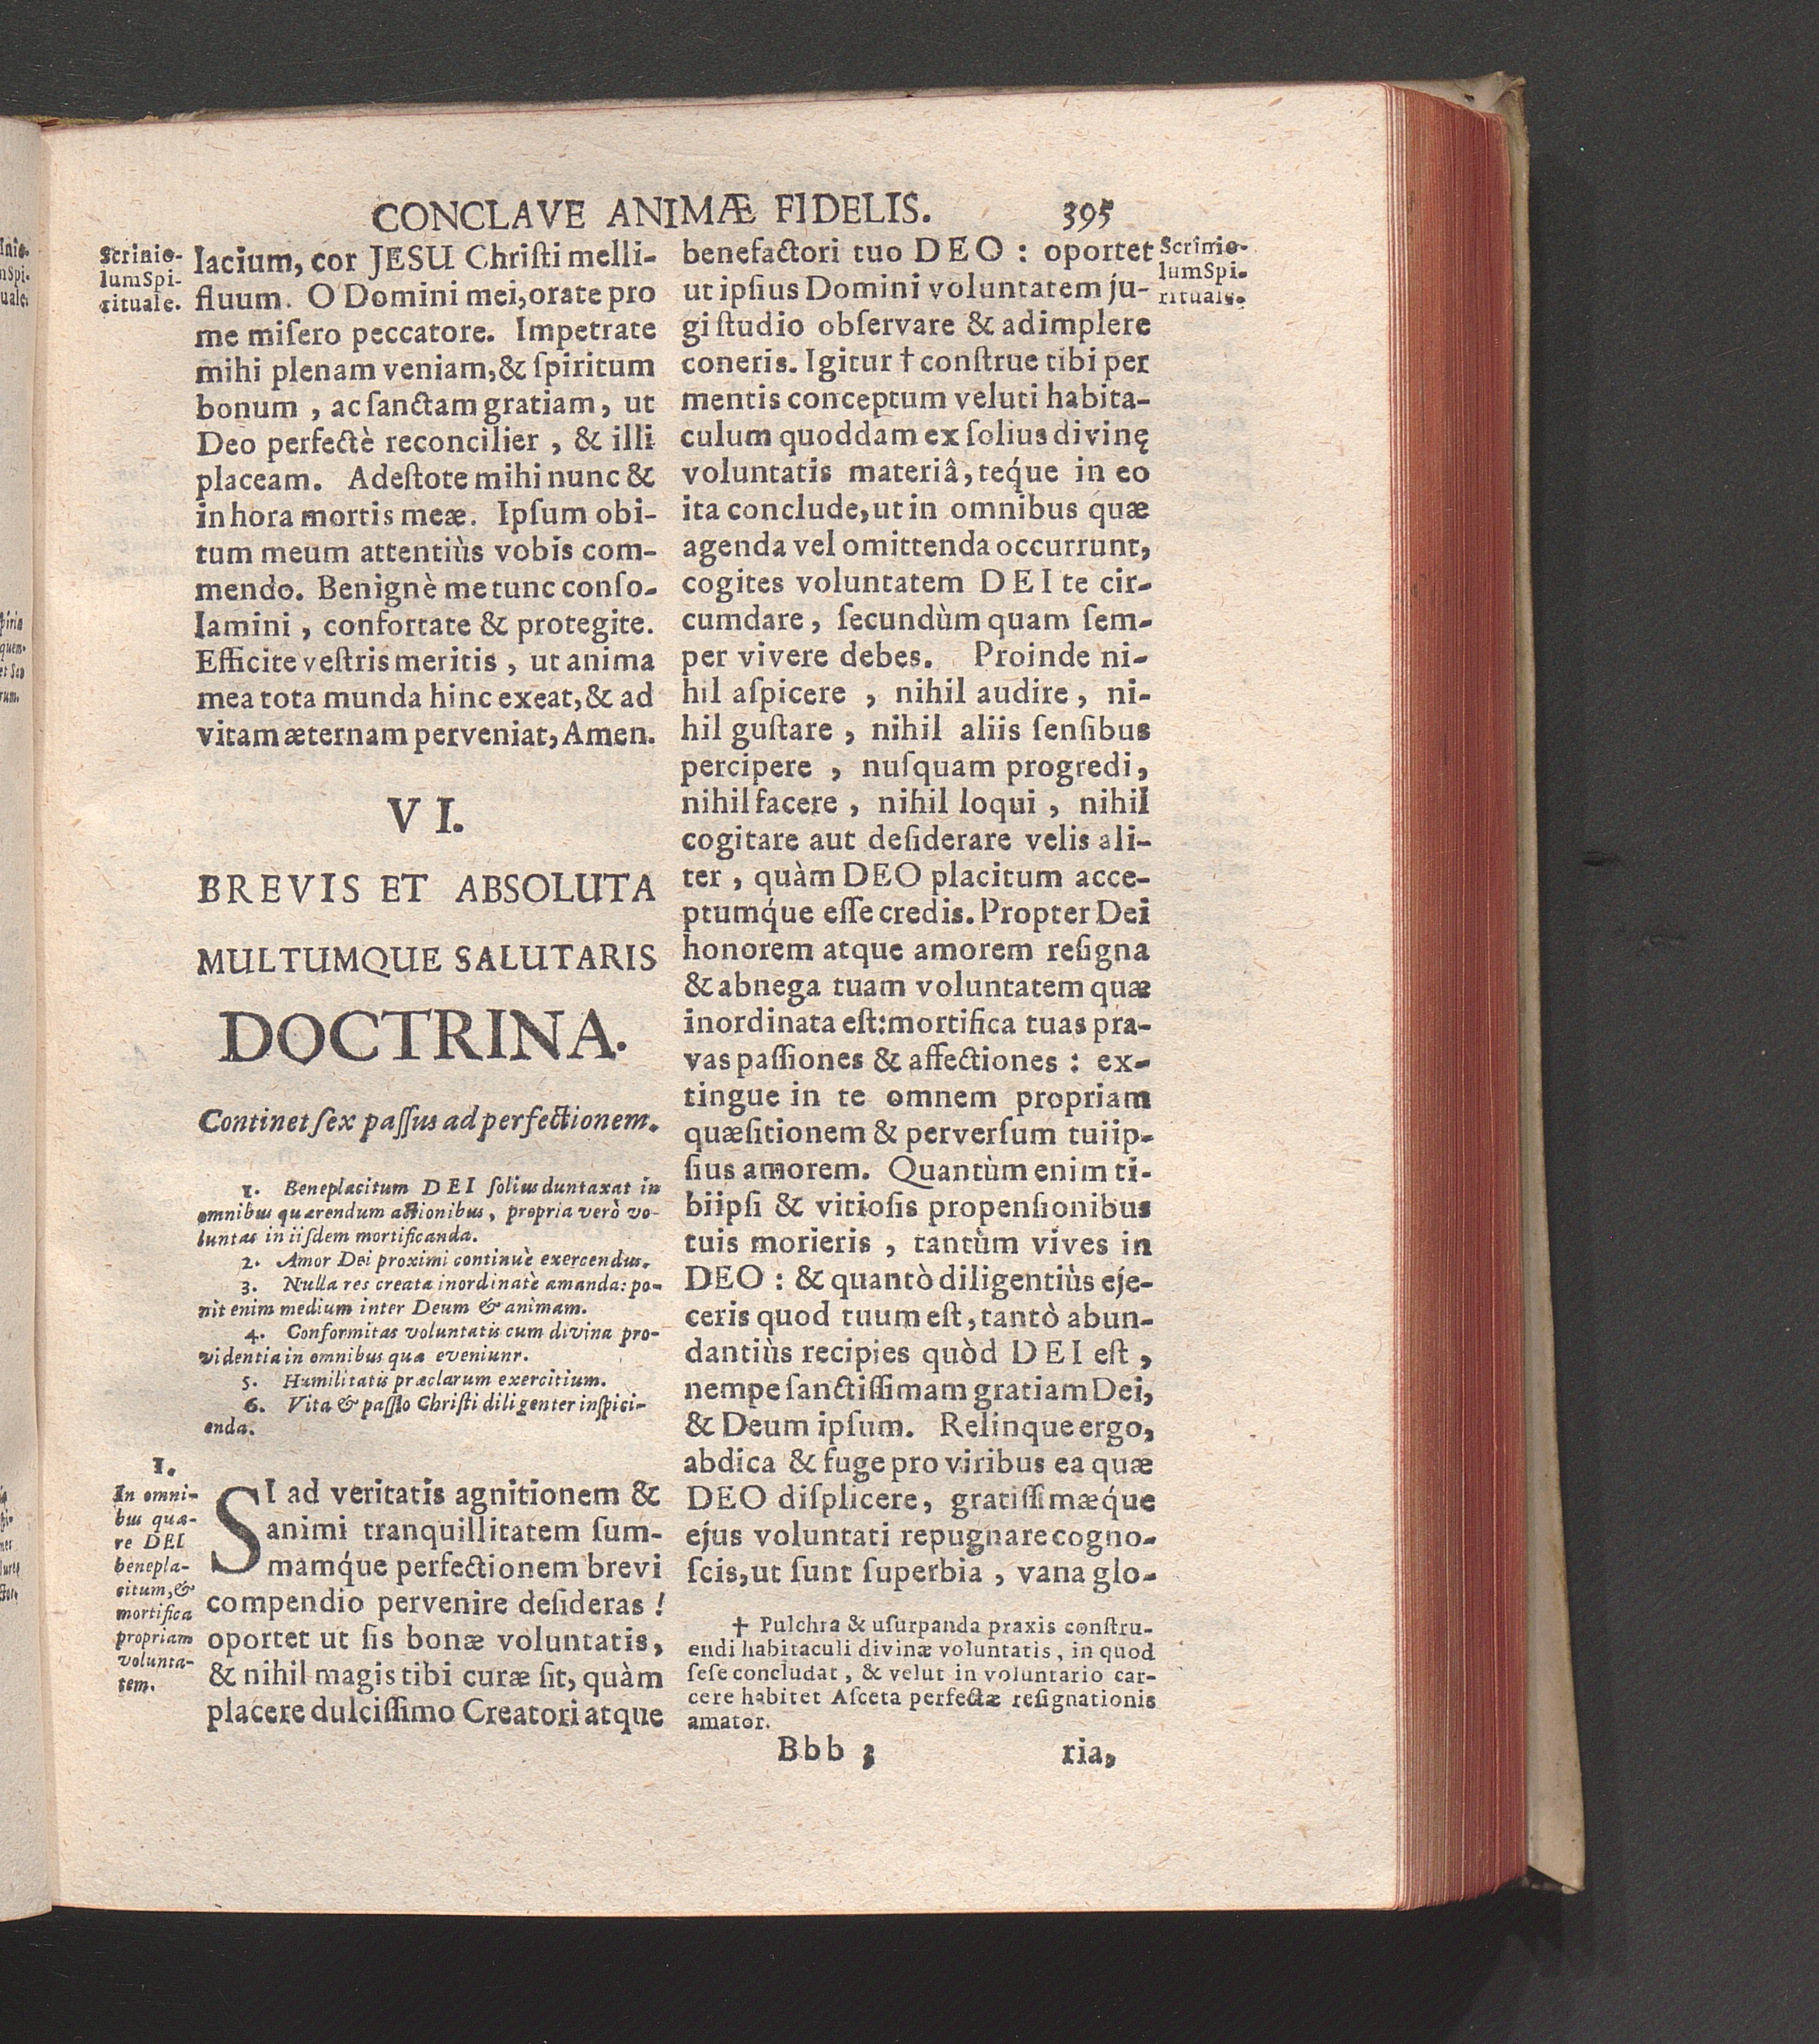 CONCLAVE ANIMÆ FIDELIS. 395
Scrinio-
lumSpi-
rituale.
lacium, cor JESU Chriſti melli-
fluum. O Domini mei, orate pro
me miſero peccatore. Impetrate
mihi plenam veniam, & ſpiritum
bonum, ac ſanctam gratiam, ut
Deo perfectè reconcilier, & illi
placeam. Adeſtote mihi nunc &
in hora mortis meæ. Ipſum obi-
tum meum attentiùs vobis com-
mendo. Benignè me tunc conſo-
lamini, confortate & protegite.
Efficite veſtris meritis, ut anima
mea tota munda hinc exeat, & ad
vitam æternam perveniat, Amen.
VI.
BREVIS ET ABSOLUTA
MULTUMQUE SALUTARIS
DOCTRINA.
Continet ſex paſſus ad perfectionem.
1. Beneplacitum DEI ſolius duntaxat in
omnibus quærendum actionibus, propria verò vo-
luntas in iiſdem mortificanda.
2. Amor Dei proximi continuè exercendus.
3. Nulla res creata inordinatè amanda: po-
nit enim medium inter Deum & animam.
4. Conformitas voluntatis cum divina pro-
videntia in omnibus quæ eveniunr.
5. Humilitatis præclarum exercitium.
6. Vita & paſſio Chriſti diligenter inſpici-
enda.
1.
In omni-
bus quæ-
re DEI
benepla-
citum, &
mortifica
propriam
volunta-
tem.
SI ad veritatis agnitionem &
animi tranquillitatem ſum-
mamq́ue perfectionem brevi
compendio pervenire deſideras!
oportet ut ſis bonæ voluntatis,
& nihil magis tibi curæ ſit, quàm
placere dulciſſimo Creatori atque
Scrinio-
lumSpi-
rituale.
benefactori tuo DEO: oportet
ut ipſius Domini voluntatem ju-
gi ſtudio obſervare & adimplere
coneris. Igitur † conſtrue tibi per
mentis conceptum veluti habita-
culum quoddam ex ſolius divinę
voluntatis materiâ, teq́ue in eo
ita conclude, ut in omnibus quæ
agenda vel omittenda occurrunt,
cogites voluntatem DEI te cir-
cumdare, ſecundùm quam ſem-
per vivere debes. Proinde ni-
hil aſpicere, nihil audire, ni-
hil guſtare, nihil aliis ſenſibus
percipere, nuſquam progredi,
nihil facere, nihil loqui, nihil
cogitare aut deſiderare velis ali-
ter, quàm DEO placitum acce-
ptumq́ue eſſe credis. Propter Dei
honorem atque amorem reſigna
& abnega tuam voluntatem quæ
inordinata eſt: mortifica tuas pra-
vas paſſiones & affectiones: ex-
tingue in te omnem propriam
quæſitionem & perverſum tuiip-
ſius amorem. Quantùm enim ti-
biipſi & vitioſis propenſionibus
tuis morieris, tantùm vives in
DEO: & quantò diligentiùs eje-
ceris quod tuum eſt, tantò abun-
dantiùs recipies quòd DEI eſt,
nempe ſanctiſſimam gratiam Dei,
& Deum ipſum. Relinque ergo,
abdica & fuge pro viribus ea quæ
DEO diſplicere, gratiſſimæq́ue
ejus voluntati repugnare cogno-
ſcis, ut ſunt ſuperbia, vana glo-
† Pulchra & uſurpanda praxis conſtru-
endi habitaculi divinæ voluntatis, in quod
ſeſe concludat, & velut in voluntario car-
cere habitet Aſceta perfectæ reſignationis
amator.
Bbb 3 ria,